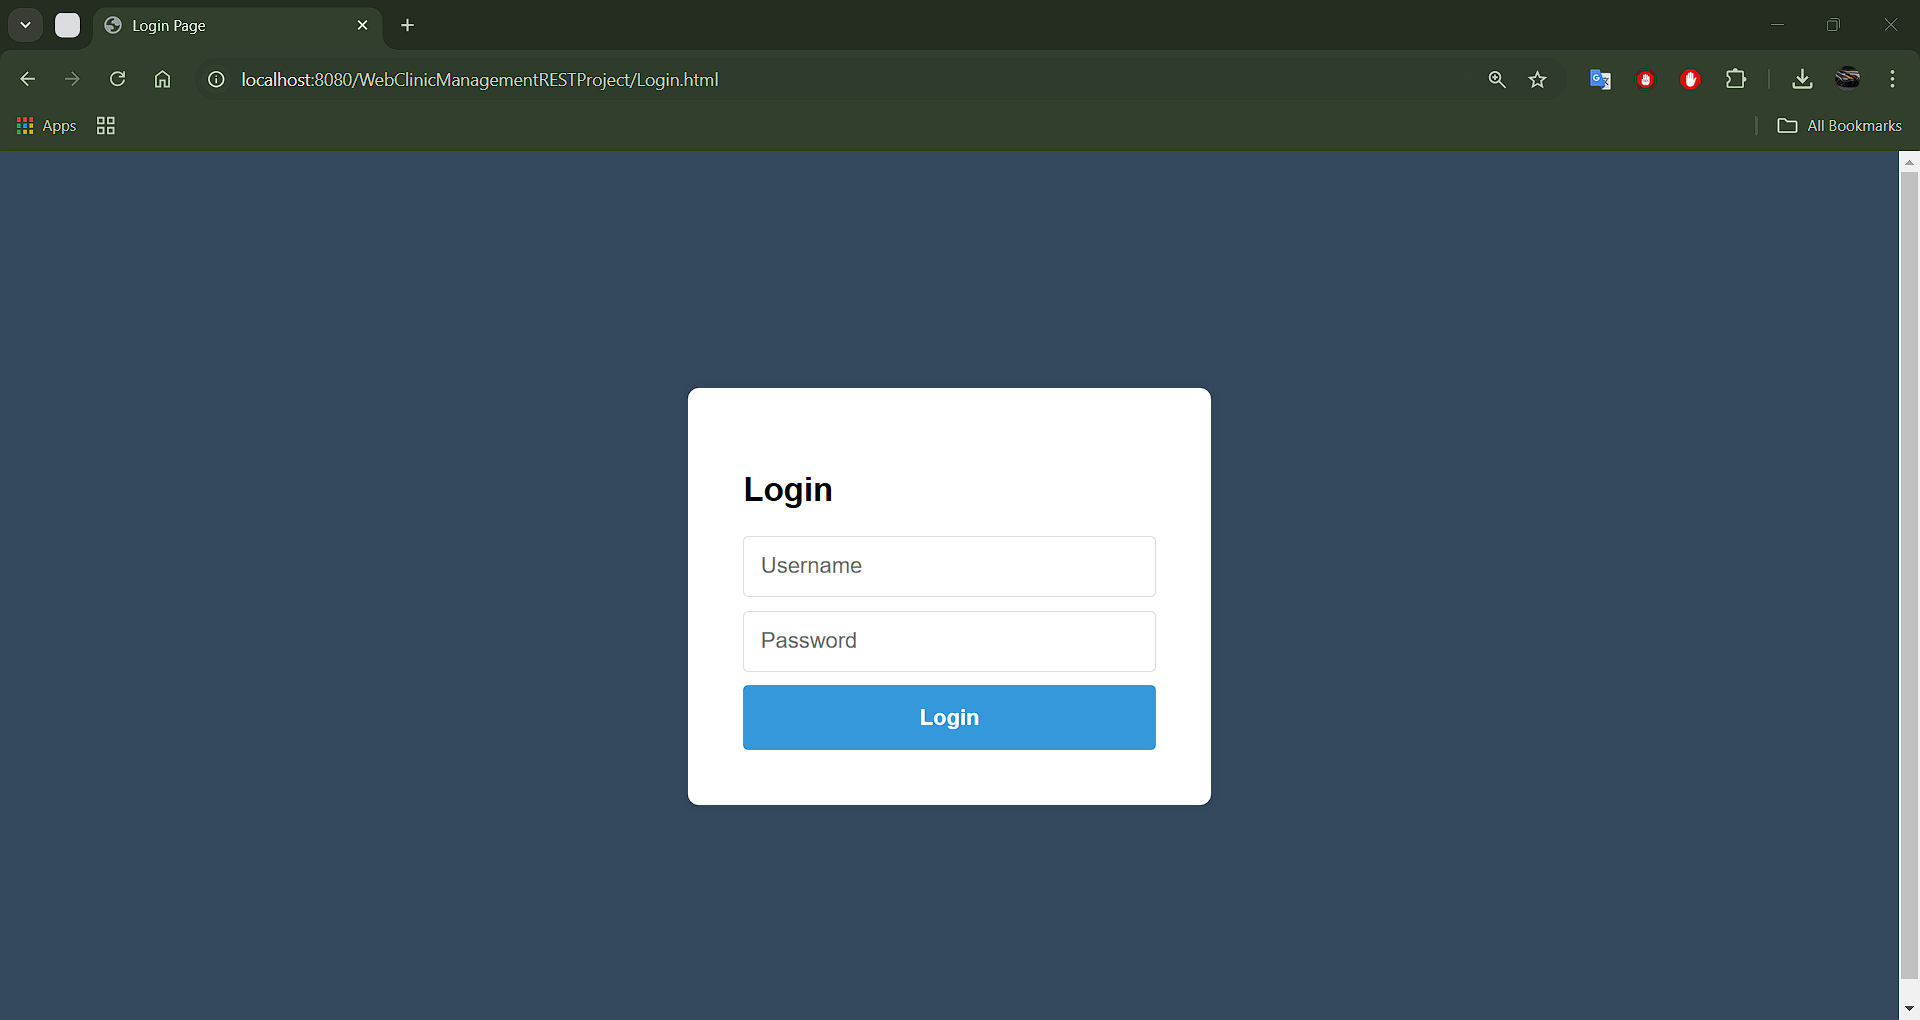 Login Page
localhost:8080/WebClinicManagementRESTProject/Login.html
Apps
All Bookmarks
Login
Username
Password
Login